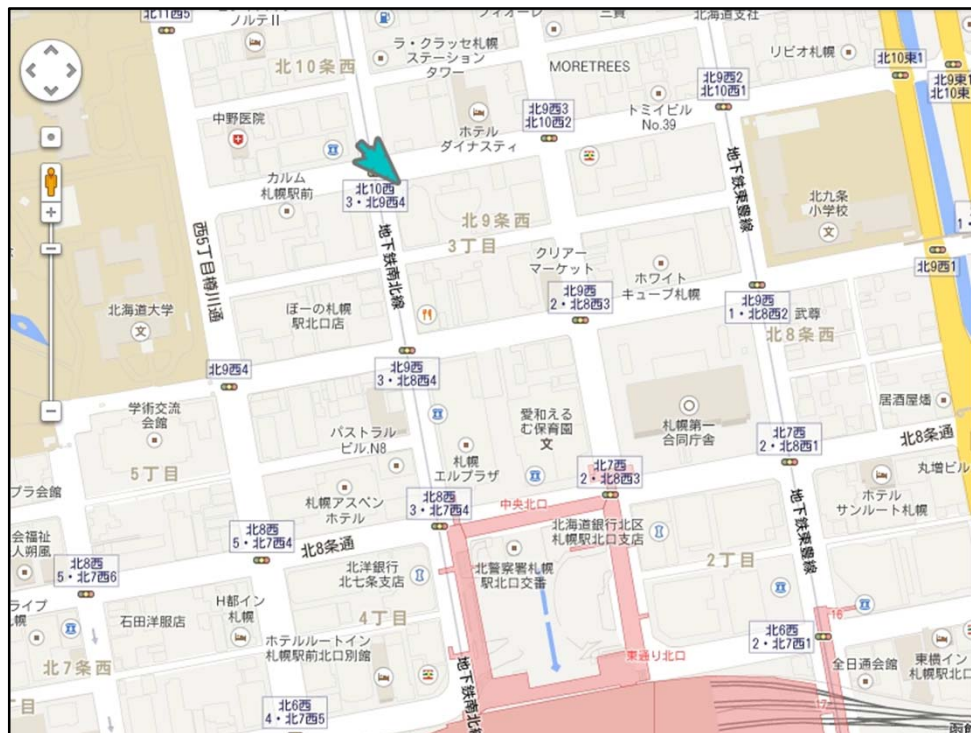 北11西5
ノルテⅡ
フィオーレ
三貴
北海道支社
ラ・クラッセ札幌
ステーション
タワー
北10条西
MORETREES
リビオ札幌
北9西2
北10西1
北10東1
北9東1
北10東
中野医院
北9西3
北10西2
トミイビル
No.39
ホテル
ダイナスティ
カルム
札幌駅前
北10西
3・北9西4
地下鉄東豊線
北九条
小学校
北9条西
3丁目
西5丁目樽川通
地下鉄南北線
クリアー
マーケット
ホワイト
キューブ札幌
北9西1
北海道大学
ぼーの札幌
駅北口店
北9西
2・北8西3
北9西
1・北8西2
武尊
北8条西
北9西4
北9西
3・北8西4
学術交流
会館
愛和える
む保育園
札幌第一
合同庁舎
居酒屋燔
パストラル
ビル.N8
札幌
エルプラザ
北7西
2・北8西1
北8条通
5丁目
北7西
2・北8西3
丸増ビル
プラ会館
札幌アスペン
ホテル
北8西
3・北7西4
中央北口
ホテル
サンルート札幌
北8西
5・北7西4
北8条通
北海道銀行北区
札幌駅北口支店
地下鉄東豊線
会福祉
人朔風
北8西
5・北7西6
北洋銀行
北七条支店
北警察署札幌
駅北口交番
2丁目
ライブ
幌
石田洋服店
H都イン
札幌
4丁目
16
北6西
2・北7西1
北7条西
ホテルルートイン
札幌駅前北口別館
東通り北口
全日通会館
東横イン
札幌駅北口
地下鉄南北線
丁目
北6西
4・北7西5
17
函館